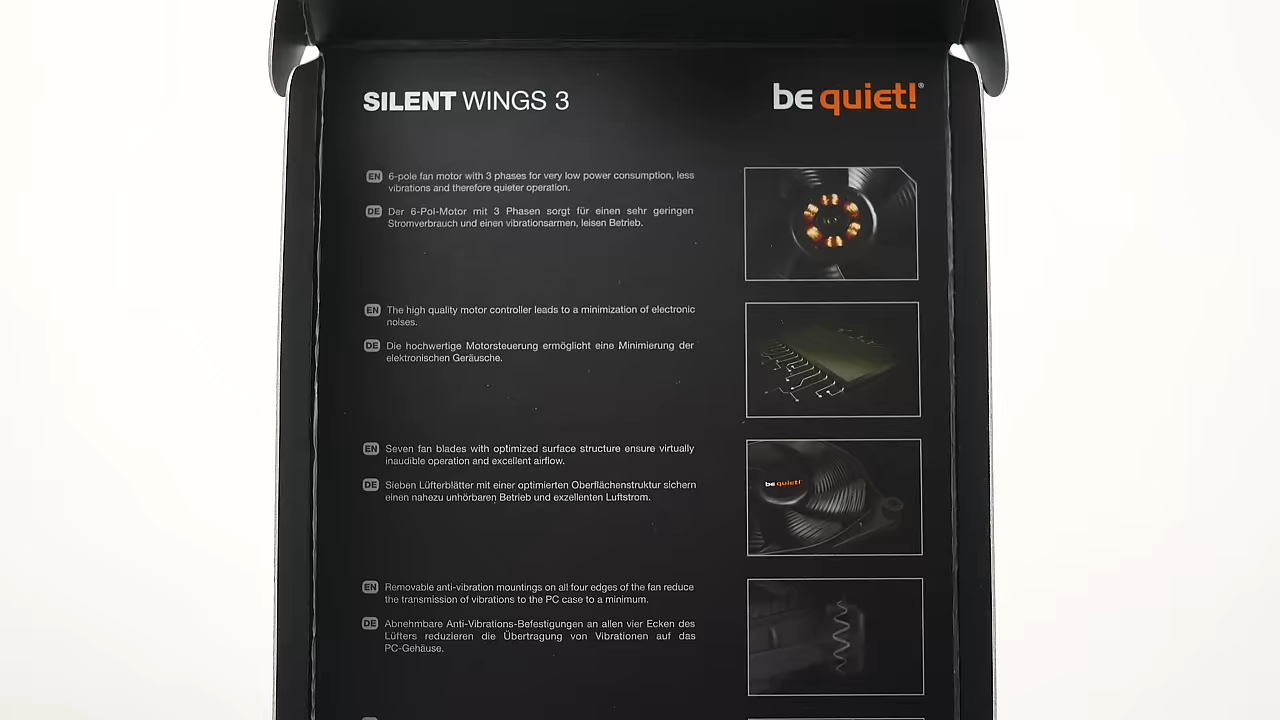 SILENT WINGS 3
be quiet!®
EN 6-pole fan motor with 3 phases for very low power consumption, less
vibrations and therefore quieter operation.
DE Der 6-Pol-Motor mit 3 Phasen sorgt für einen sehr geringen
Stromverbrauch und einen vibrationsarmen, leisen Betrieb.
EN The high quality motor controller leads to a minimization of electronic
noises.
DE Die hochwertige Motorsteuerung ermöglicht eine Minimierung der
elektronischen Geräusche.
EN Seven fan blades with optimized surface structure ensure virtually
inaudible operation and excellent airflow.
DE Sieben Lüfterblätter mit einer optimierten Oberflächenstruktur sichern
einen nahezu unhörbaren Betrieb und exzellenten Luftstrom.
be quiet!
EN Removable anti-vibration mountings on all four edges of the fan reduce
the transmission of vibrations to the PC case to a minimum.
DE Abnehmbare Anti-Vibrations-Befestigungen an allen vier Ecken des
Lüfters reduzieren die Übertragung von Vibrationen auf das
PC-Gehäuse.